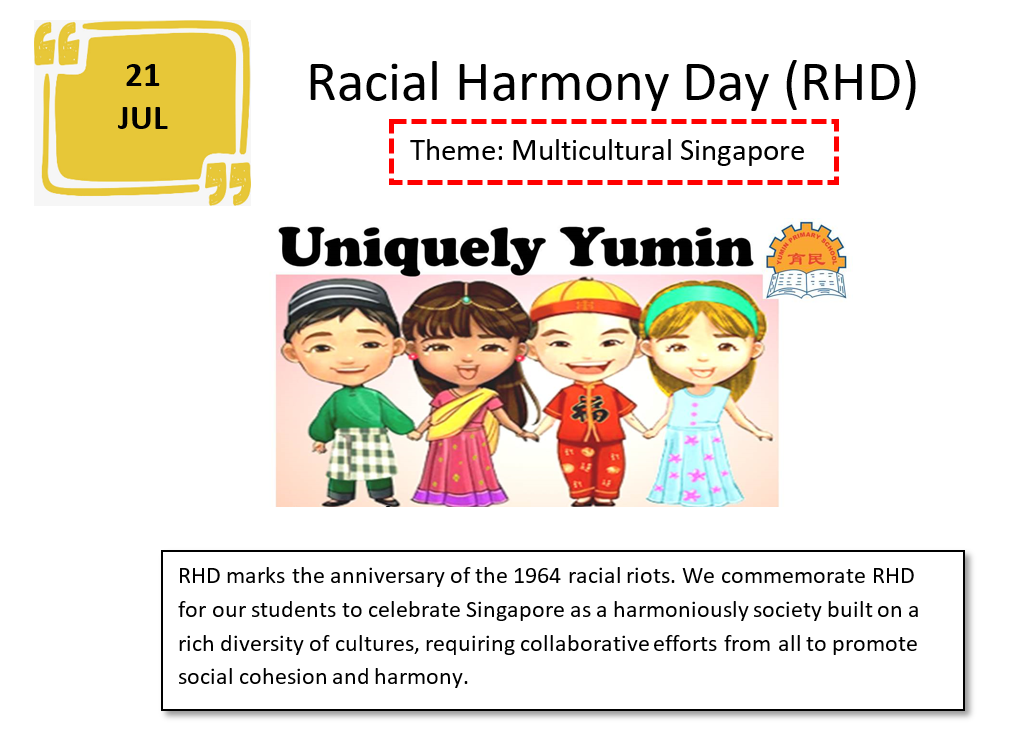 21
JUL
Racial Harmony Day (RHD)
Theme: Multicultural Singapore
Uniquely Yumin
YUMIN PRIMARY SCHOOL
育民
福
RHD marks the anniversary of the 1964 racial riots. We commemorate RHD
for our students to celebrate Singapore as a harmoniously society built on a
rich diversity of cultures, requiring collaborative efforts from all to promote
social cohesion and harmony.